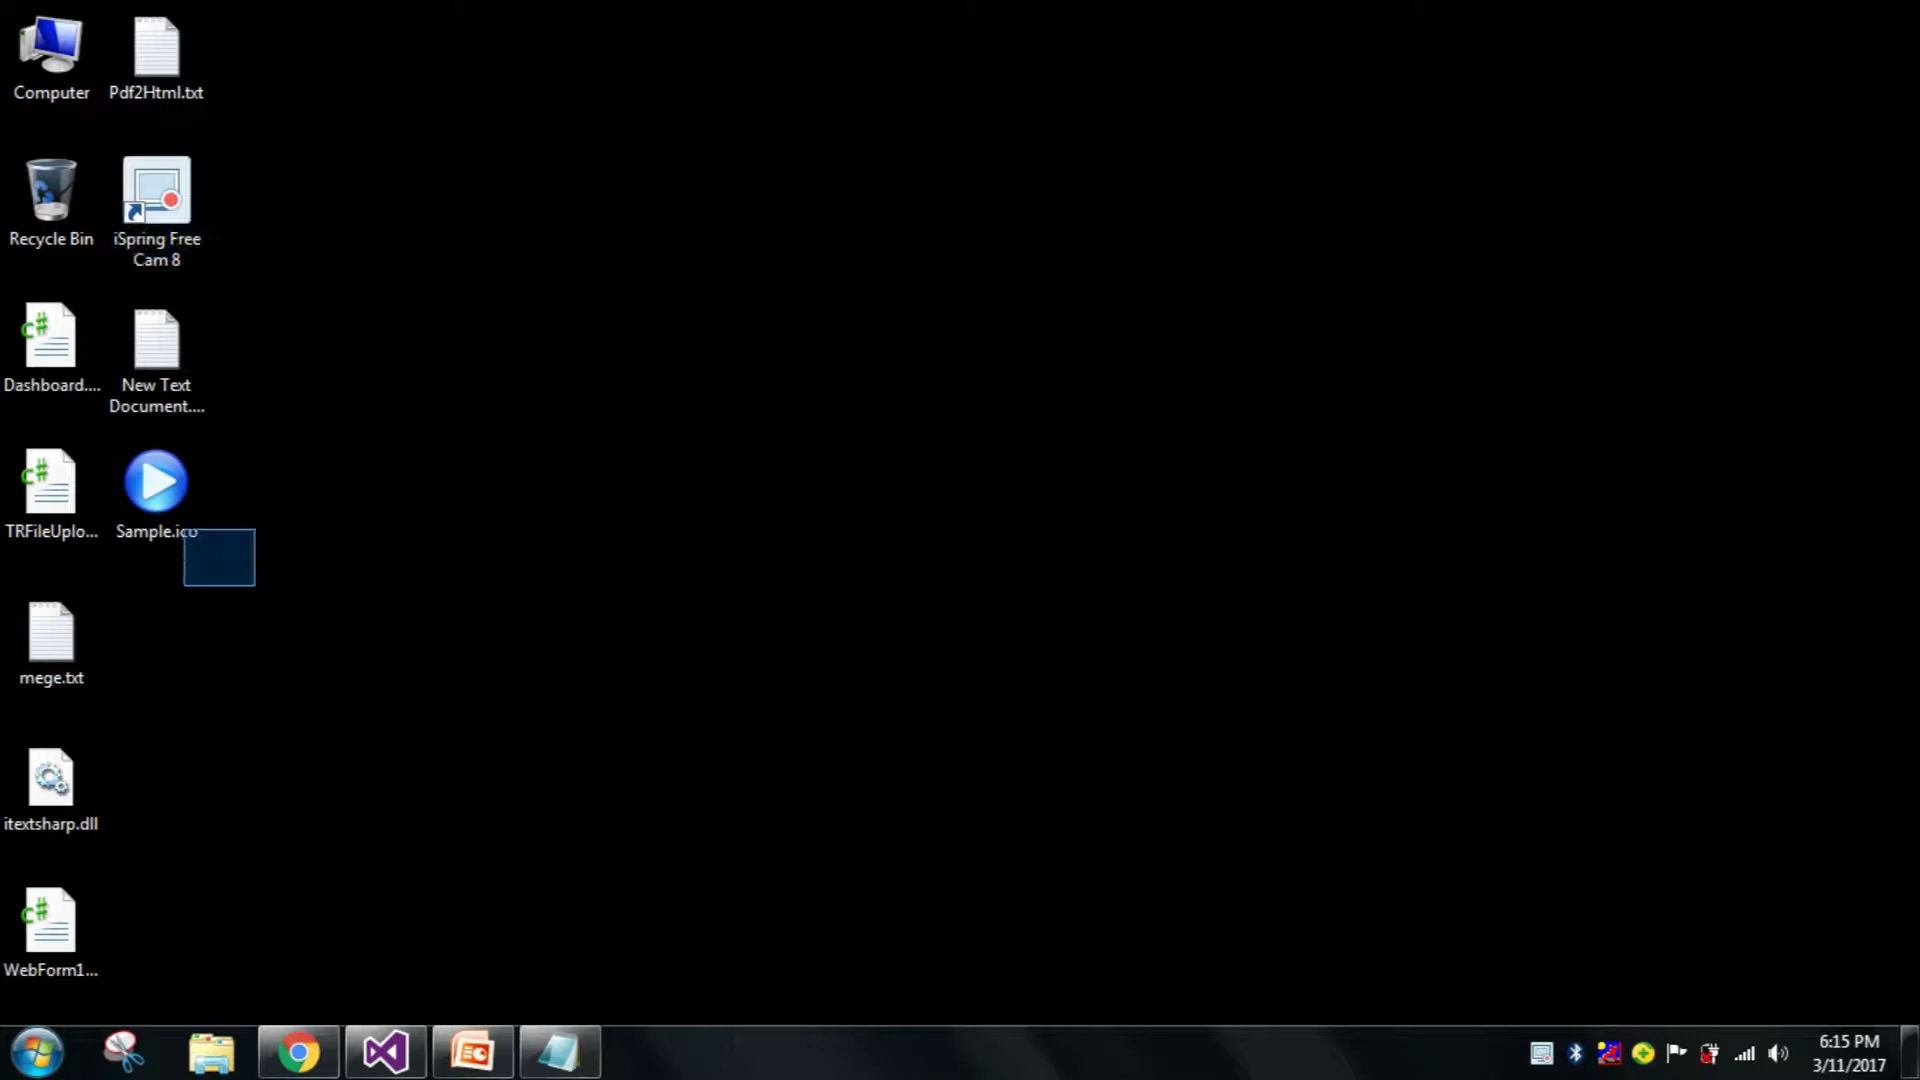 Computer
Pdf2Html.txt
Recycle Bin
iSpring Free
Cam 8
Dashboard....
New Text
Document....
TRFileUplo...
Sample.ico
mege.txt
itextsharp.dll
WebForm1...
6:15 PM
3/11/2017